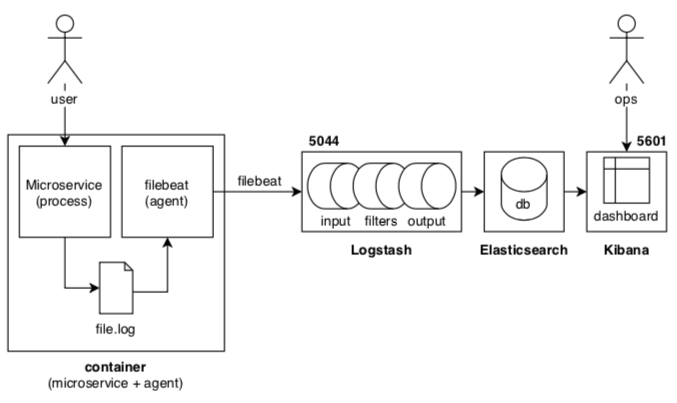 user
ops
5044
5601
Microservice
(process)
filebeat
(agent)
filebeat
input filters output
db
dashboard
Logstash
Elasticsearch
Kibana
file.log
container
(microservice + agent)